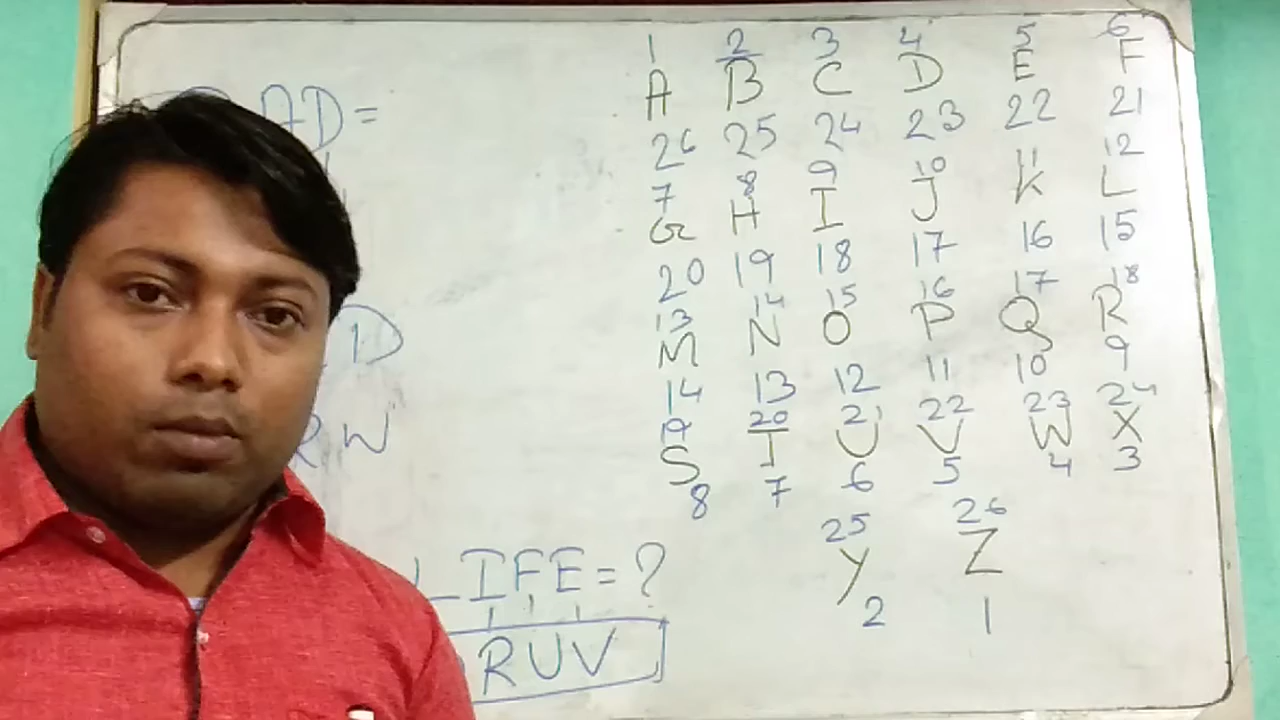 AD=
D
RW
LIFE=?
RUV
1 2 3 4 5 6
A B C D E F
26 25 24 23 22 21
7 8 9 10 11 12
G H I J K L
20 19 18 17 16 15
13 14 15 16 17 18
M N O P Q R
14 13 12 11 10 9
19 20 21 22 23 24
S T U V W X
8 7 6 5 4 3
25 26
Y Z
2 1